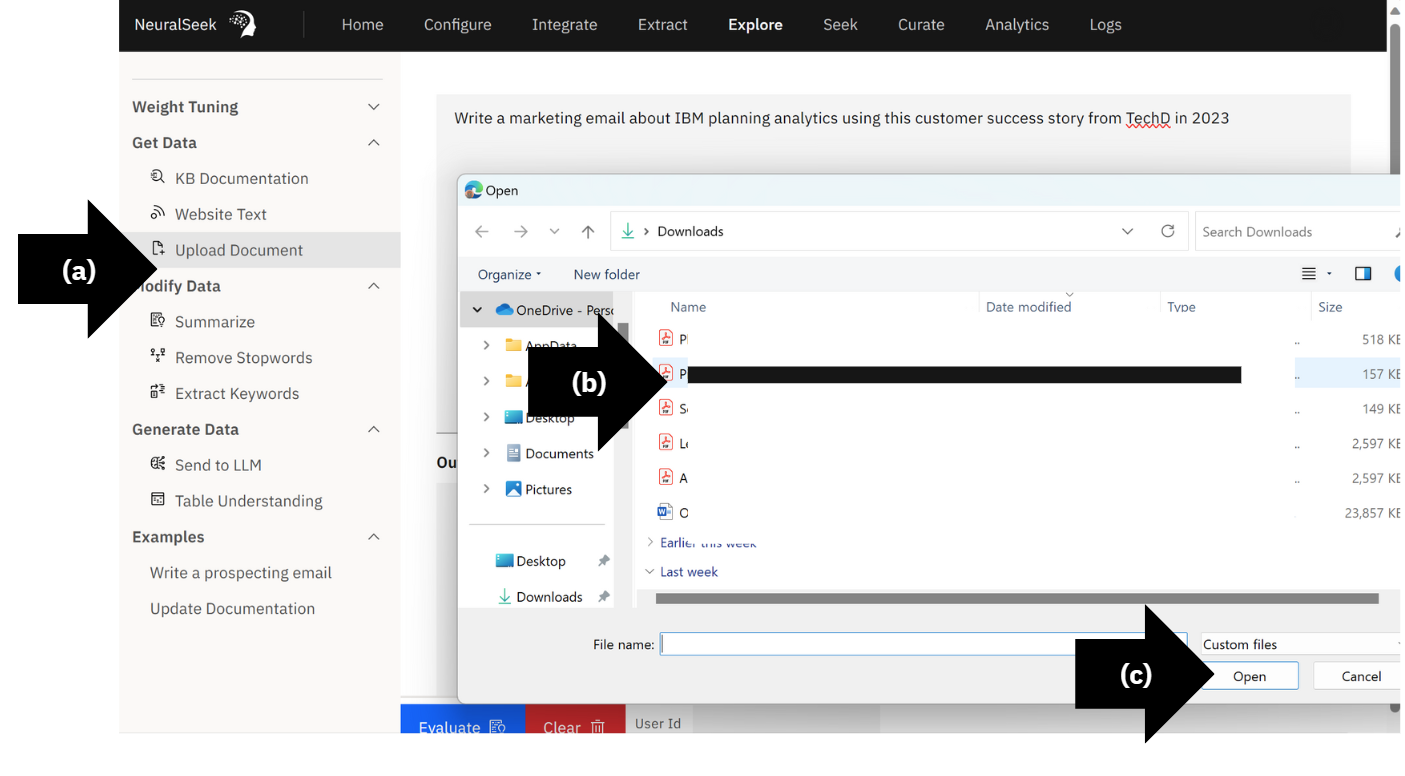 NeuralSeek Home Configure Integrate Extract Explore Seek Curate Analytics Logs
Weight Tuning
Get Data
KB Documentation
Website Text
Upload Document
(a)
Modify Data
Summarize
Remove Stopwords
Extract Keywords
Generate Data
Send to LLM
Table Understanding
Examples
Write a prospecting email
Update Documentation
Write a marketing email about IBM planning analytics using this customer success story from TechD in 2023
Open
Downloads
Search Downloads
Organize
New folder
OneDrive - Perso
AppData
(b)
Desktop
Documents
Pictures
Desktop
Downloads
Name Date modified Type Size
518 KB
157 KB
149 KB
2,597 KB
2,597 KB
23,857 KB
Earlier this week
Last week
File name:
Custom files
(c)
Open Cancel
Evaluate Clear User Id